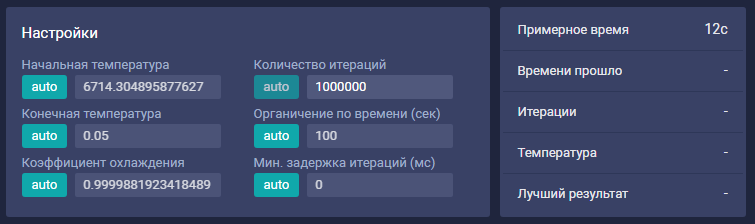 Настройки
Начальная температура
auto 6714.304895877627
Конечная температура
auto 0.05
Коэффициент охлаждения
auto 0.9999881923418489
Количество итераций
auto 1000000
Органичение по времени (сек)
auto 100
Мин. задержка итераций (мс)
auto 0
Примерное время 12с
Времени прошло -
Итерации -
Температура -
Лучший результат -